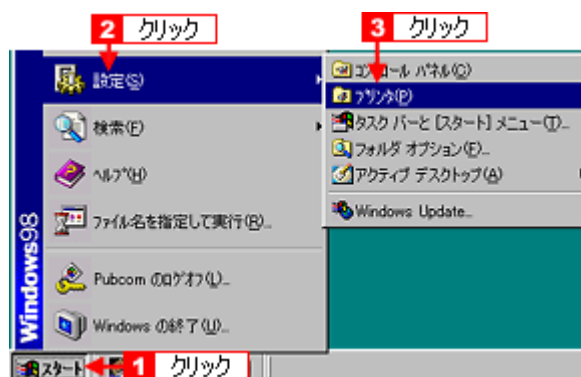 2 クリック
3 クリック
設定(S)
検索(F)
ヘルプ(H)
ファイル名を指定して実行(R)...
Pubcom のログオフ(L)...
Windows の終了(U)...
Windows98
コントロール パネル(C)
プリンタ(P)
タスク バーと [スタート] メニュー(T)...
フォルダ オプション(F)...
アクティブ デスクトップ(A)
Windows Update...
スタート
1 クリック